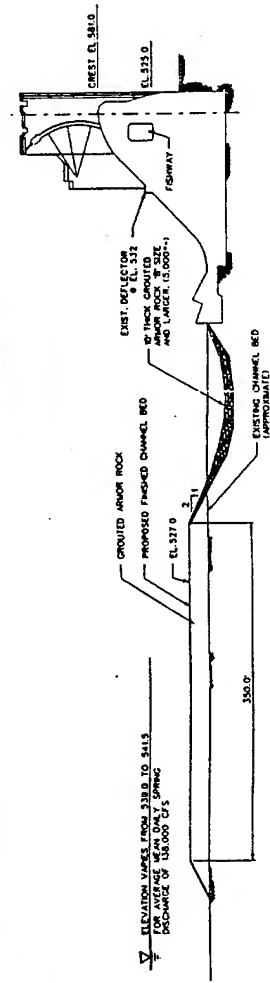 CREST EL.581.0
EL.525.0
FISHWAY
EXIST. DEFLECTOR
@ EL. 532
10' THICK GROUTED
ARMOR ROCK SIZE
AND LARGER,
EXISTING CHANNEL BED
(APPROXIMATE)
2
1
GROUTED ARMOR ROCK
PROPOSED FINISHED CHANNEL BED
EL.527.0
350.0'
ELEVATION VARIES FROM 539.0 TO 541.5
FOR AVERAGE MEAN DAILY SPRING
DISCHARGE OF 138,000 CFS